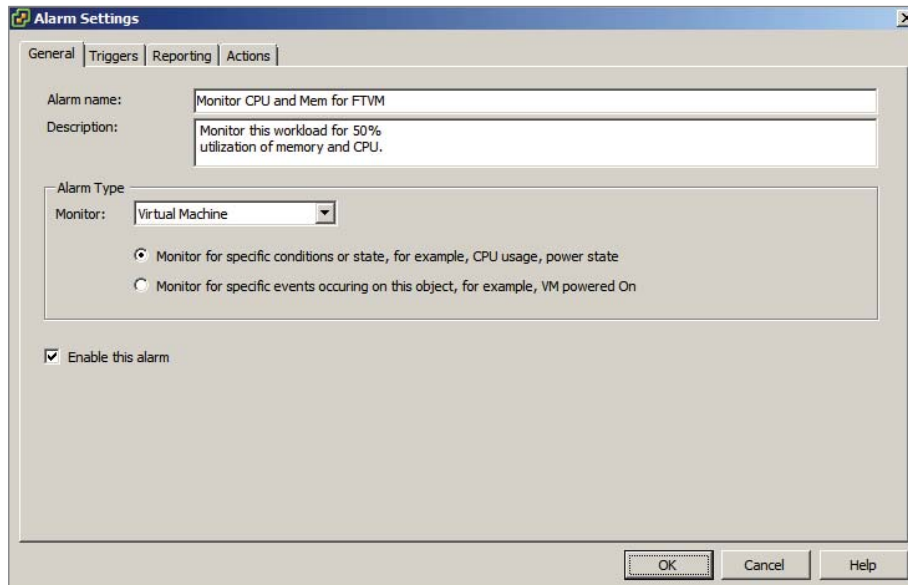 Alarm Settings
General Triggers Reporting Actions
Alarm name: Monitor CPU and Mem for FTVM
Description: Monitor this workload for 50%
utilization of memory and CPU.
Alarm Type
Monitor: Virtual Machine
Monitor for specific conditions or state, for example, CPU usage, power state
Monitor for specific events occuring on this object, for example, VM powered On
Enable this alarm
OK Cancel Help